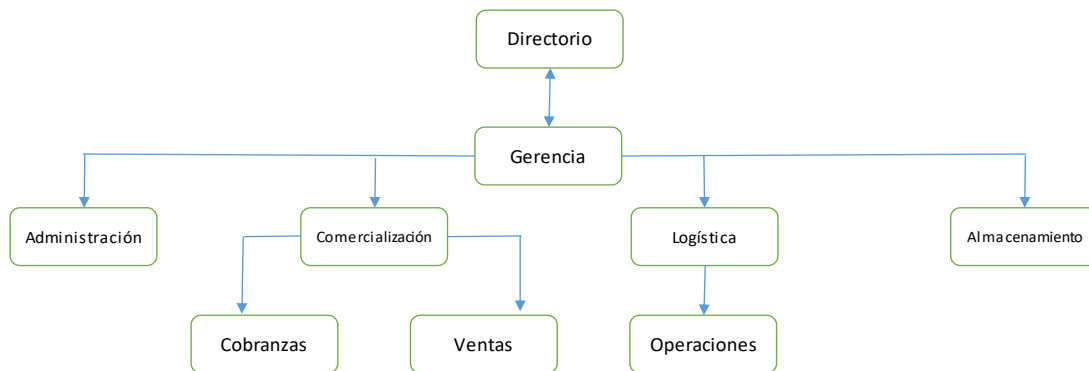 Directorio
Gerencia
Administración
Comercialización
Logística
Almacenamiento
Cobranzas
Ventas
Operaciones